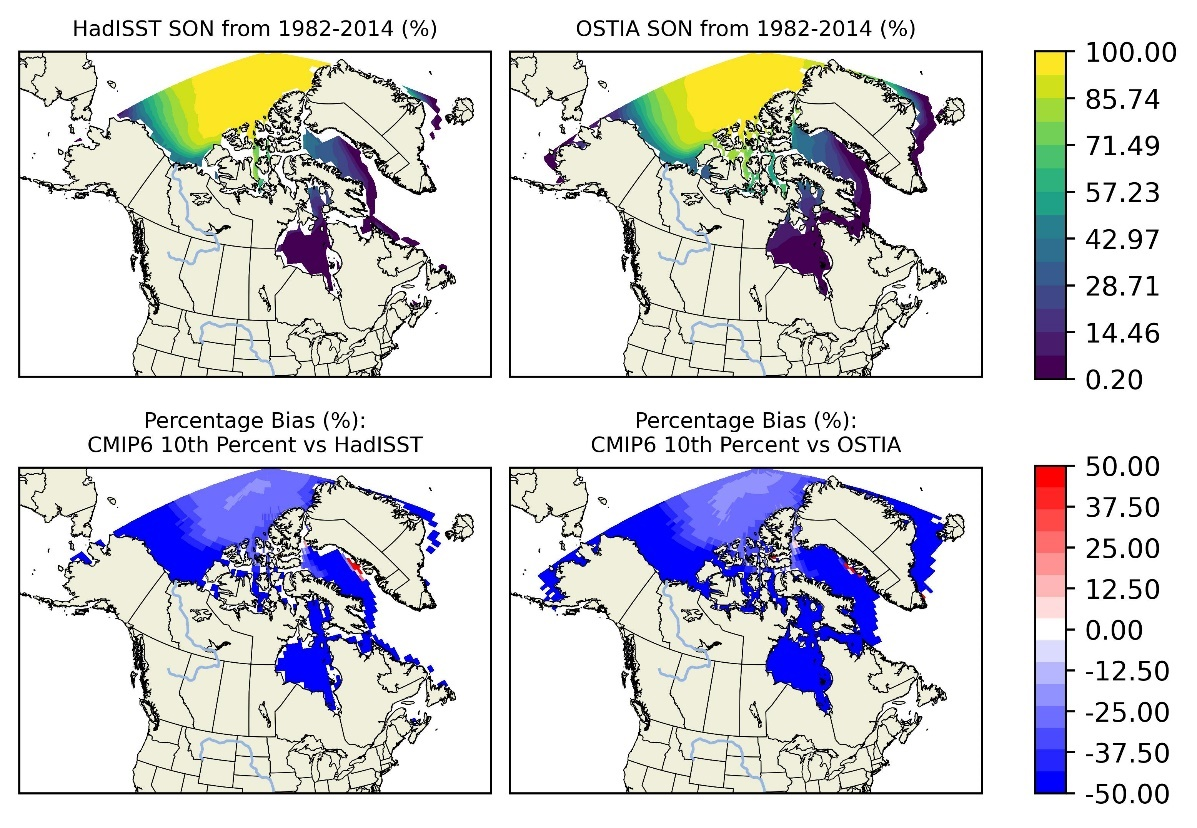 HadISST SON from 1982-2014 (%)
OSTIA SON from 1982-2014 (%)
100.00
85.74
71.49
57.23
42.97
28.71
14.46
0.20
Percentage Bias (%):
CMIP6 10th Percent vs HadISST
Percentage Bias (%):
CMIP6 10th Percent vs OSTIA
50.00
37.50
25.00
12.50
0.00
-12.50
-25.00
-37.50
-50.00